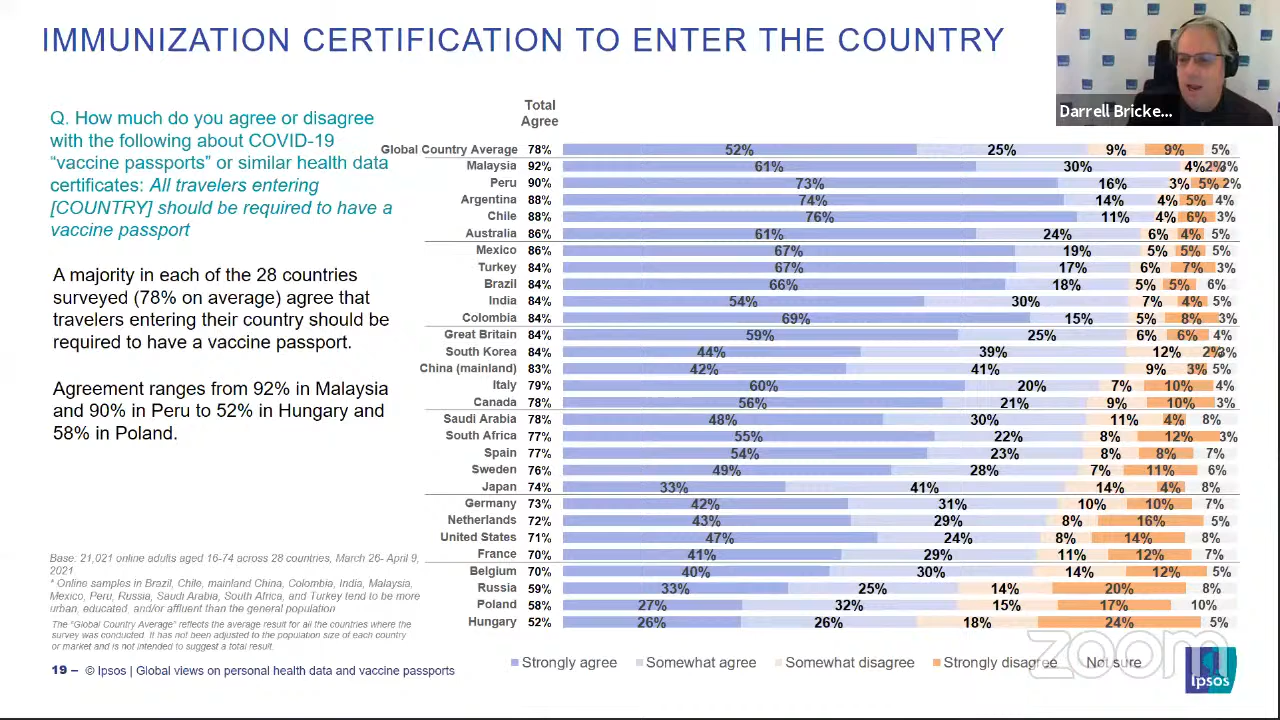 IMMUNIZATION CERTIFICATION TO ENTER THE COUNTRY
Darrell Bricke...
Q. How much do you agree or disagree
with the following about COVID-19
“vaccine passports” or similar health data
certificates: All travelers entering
[COUNTRY] should be required to have a
vaccine passport
A majority in each of the 28 countries
surveyed (78% on average) agree that
travelers entering their country should be
required to have a vaccine passport.
Agreement ranges from 92% in Malaysia
and 90% in Peru to 52% in Hungary and
58% in Poland.
Base: 21,021 online adults aged 16-74 across 28 countries, March 26- April 9,
2021
* Online samples in Brazil, Chile, mainland China, Colombia, India, Malaysia,
Mexico, Peru, Russia, Saudi Arabia, South Africa, and Turkey tend to be more
urban, educated, and/or affluent than the general population
The “Global Country Average” reflects the average result for all the countries where the
survey was conducted. It has not been adjusted to the population size of each country
or market and is not intended to suggest a total result.
Total
Agree
Global Country Average 78% 52% 25% 9% 9% 5%
Malaysia 92% 61% 30% 4% 2% 3%
Peru 90% 73% 16% 3% 5% 2%
Argentina 88% 74% 14% 4% 5% 4%
Chile 88% 76% 11% 4% 6% 3%
Australia 86% 61% 24% 6% 4% 5%
Mexico 86% 67% 19% 5% 5% 5%
Turkey 84% 67% 17% 6% 7% 3%
Brazil 84% 66% 18% 5% 5% 6%
India 84% 54% 30% 7% 4% 5%
Colombia 84% 69% 15% 5% 8% 3%
Great Britain 84% 59% 25% 6% 6% 4%
South Korea 84% 44% 39% 12% 2% 3%
China (mainland) 83% 42% 41% 9% 3% 5%
Italy 79% 60% 20% 7% 10% 4%
Canada 78% 56% 21% 9% 10% 3%
Saudi Arabia 78% 48% 30% 11% 4% 8%
South Africa 77% 55% 22% 8% 12% 3%
Spain 77% 54% 23% 8% 8% 7%
Sweden 76% 49% 28% 7% 11% 6%
Japan 74% 33% 41% 14% 4% 8%
Germany 73% 42% 31% 10% 10% 7%
Netherlands 72% 43% 29% 8% 16% 5%
United States 71% 47% 24% 8% 14% 8%
France 70% 41% 29% 11% 12% 7%
Belgium 70% 40% 30% 14% 12% 5%
Russia 59% 33% 25% 14% 20% 8%
Poland 58% 27% 32% 15% 17% 10%
Hungary 52% 26% 26% 18% 24% 5%
Strongly agree Somewhat agree Somewhat disagree Strongly disagree Not sure
zoom
19 – © Ipsos | Global views on personal health data and vaccine passports
Ipsos